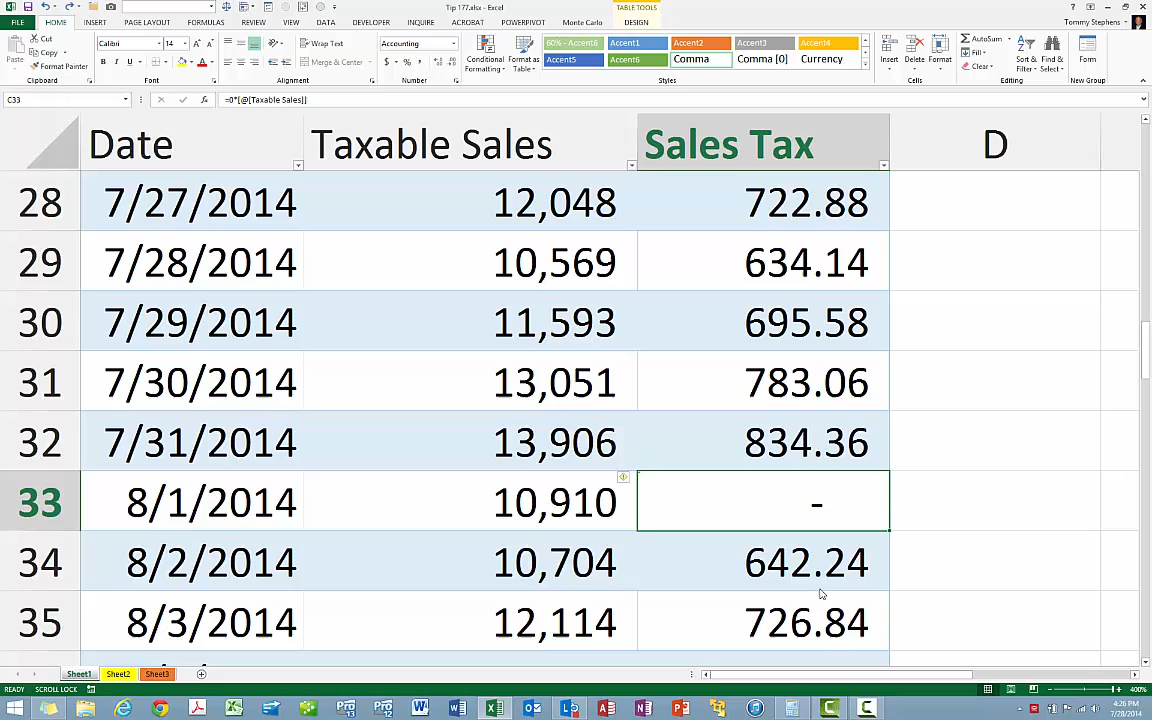 Tip 177.xlsx - Excel
TABLE TOOLS
FILE HOME INSERT PAGE LAYOUT FORMULAS REVIEW VIEW DATA DEVELOPER INQUIRE ACROBAT POWERPIVOT Monte Carlo DESIGN Tommy Stephens
Paste Cut Copy Format Painter
Calibri 14 Wrap Text Merge & Center Accounting
Conditional Formatting Format as Table
60% - Accent6 Accent1 Accent2 Accent3 Accent4
Accent5 Accent6 Comma Comma [0] Currency
Insert Delete Format AutoSum Fill Clear Sort & Filter Find & Select Form
Clipboard Font Alignment Number Styles Cells Editing New Group
C33 =0*[@[Taxable Sales]]
Date Taxable Sales Sales Tax D
28 7/27/2014 12,048 722.88
29 7/28/2014 10,569 634.14
30 7/29/2014 11,593 695.58
31 7/30/2014 13,051 783.06
32 7/31/2014 13,906 834.36
33 8/1/2014 10,910 -
34 8/2/2014 10,704 642.24
35 8/3/2014 12,114 726.84
Sheet1 Sheet2 Sheet3
READY SCROLL LOCK 400%
4:26 PM
7/28/2014